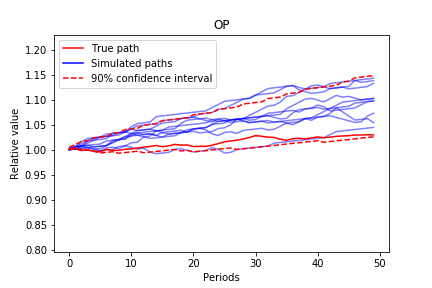 OP
True path
Simulated paths
90% confidence interval
1.20
1.15
1.10
1.05
1.00
0.95
0.90
0.85
0.80
Relative value
0 10 20 30 40 50
Periods